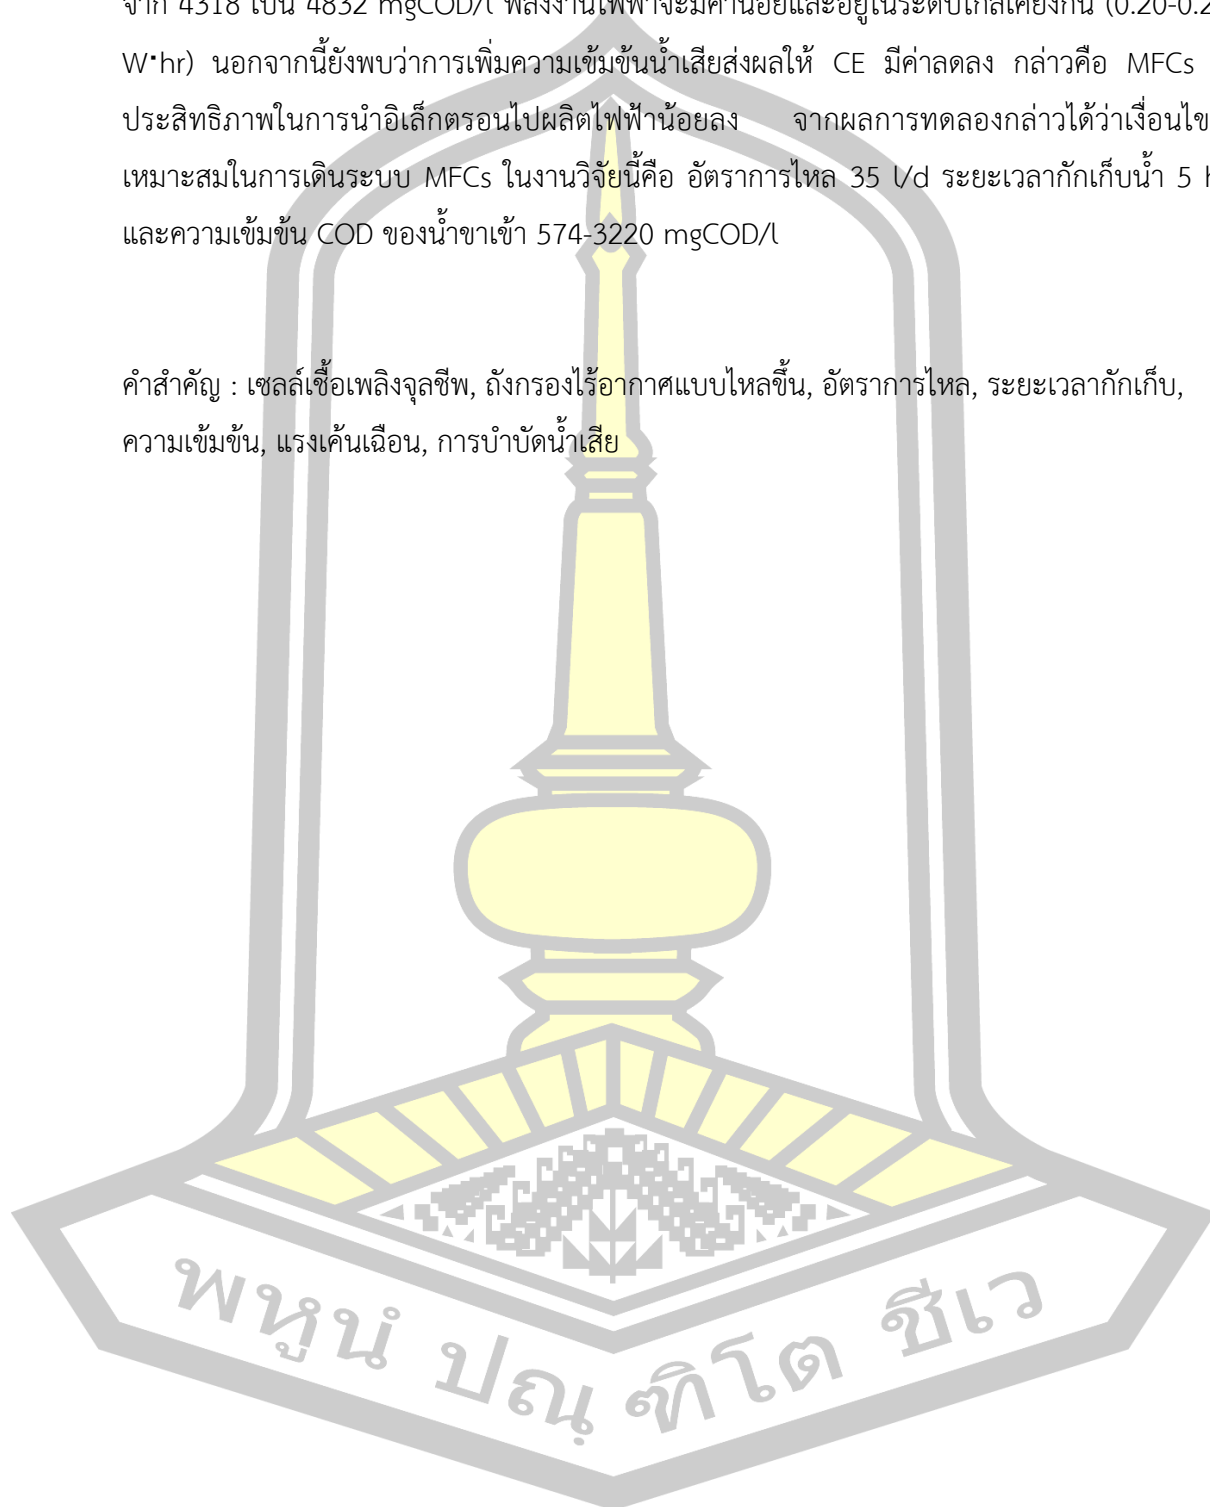 จาก 4318 เป็น 4832 mgCOD/l พลังงานไฟฟ้าจะมีค่าน้อยและอยู่ในระดับใกล้เคียงกัน (0.20-0.2
W·hr) นอกจากนี้ยังพบว่าการเพิ่มความเข้มข้นน้ำเสียส่งผลให้ CE มีค่าลดลง กล่าวคือ MFCs
ประสิทธิภาพในการนำอิเล็กตรอนไปผลิตไฟฟ้าน้อยลง จากผลการทดลองกล่าวได้ว่าเงื่อนไข
เหมาะสมในการเดินระบบ MFCs ในงานวิจัยนี้คือ อัตราการไหล 35 l/d ระยะเวลากักเก็บน้ำ 5 h
และความเข้มข้น COD ของน้ำขาเข้า 574-3220 mgCOD/l
คำสำคัญ : เซลล์เชื้อเพลิงจุลชีพ, ถังกรองไร้อากาศแบบไหลขึ้น, อัตราการไหล, ระยะเวลากักเก็บ,
ความเข้มข้น, แรงเค้นเฉือน, การบำบัดน้ำเสีย
พหูนํ ปณฺฑิโต ชีเว